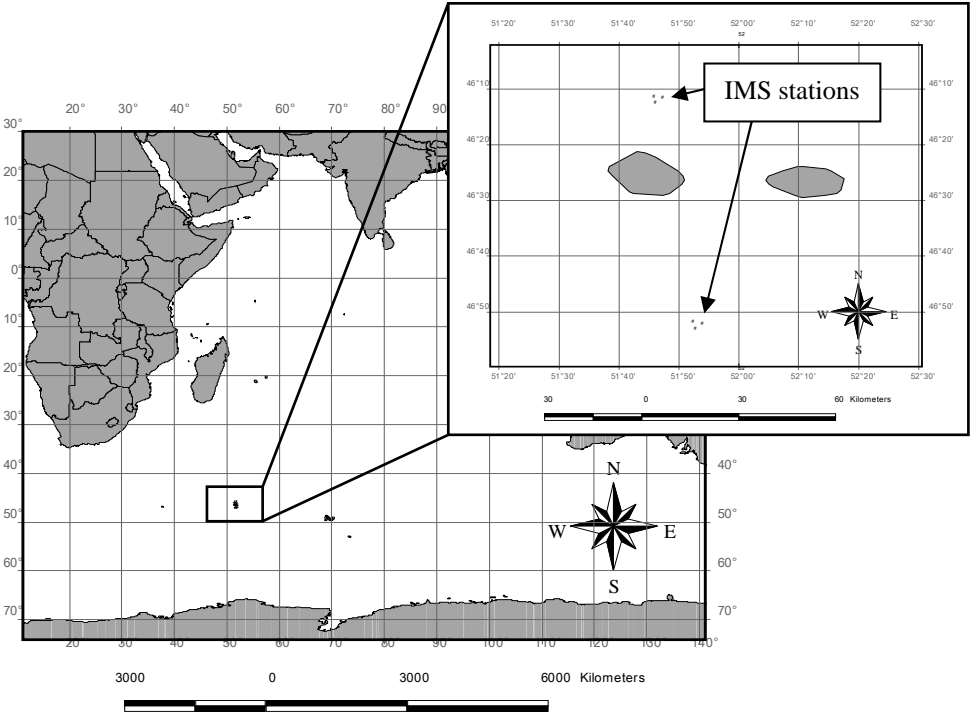 51°20' 51°30' 51°40' 51°50' 52°00' 52°10' 52°20' 52°30'
52
46°10' 46°10'
IMS stations
46°20' 46°20'
46°30' 46°30'
46°40' 46°40'
46°50' 46°50'
N
W E
S
52
51°20' 51°30' 51°40' 51°50' 52°00' 52°10' 52°20' 52°30'
30 0 30 60 Kilometers
20° 30° 40° 50° 60° 70° 80° 90
30°
20°
10°
0°
10°
20°
30°
40° 40°
50° 50°
60° 60°
70° 70°
N
W E
S
20° 30° 40° 50° 60° 70° 80° 90° 100° 110° 120° 130° 140°
3000 0 3000 6000 Kilometers